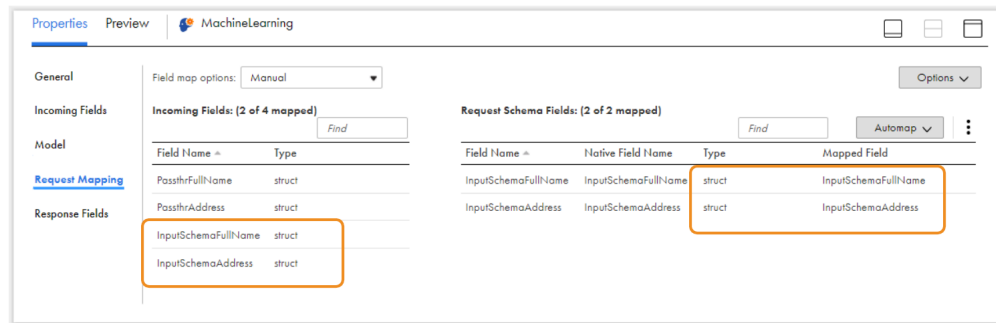 Properties Preview MachineLearning
General
Incoming Fields
Model
Request Mapping
Response Fields
Field map options: Manual
Options
Incoming Fields: (2 of 4 mapped)
Find
Field Name Type
PassthrFullName struct
PassthrAddress struct
InputSchemaFullName struct
InputSchemaAddress struct
Request Schema Fields: (2 of 2 mapped)
Find Automap
Field Name Native Field Name Type Mapped Field
InputSchemaFullName InputSchemaFullName struct InputSchemaFullName
InputSchemaAddress InputSchemaAddress struct InputSchemaAddress